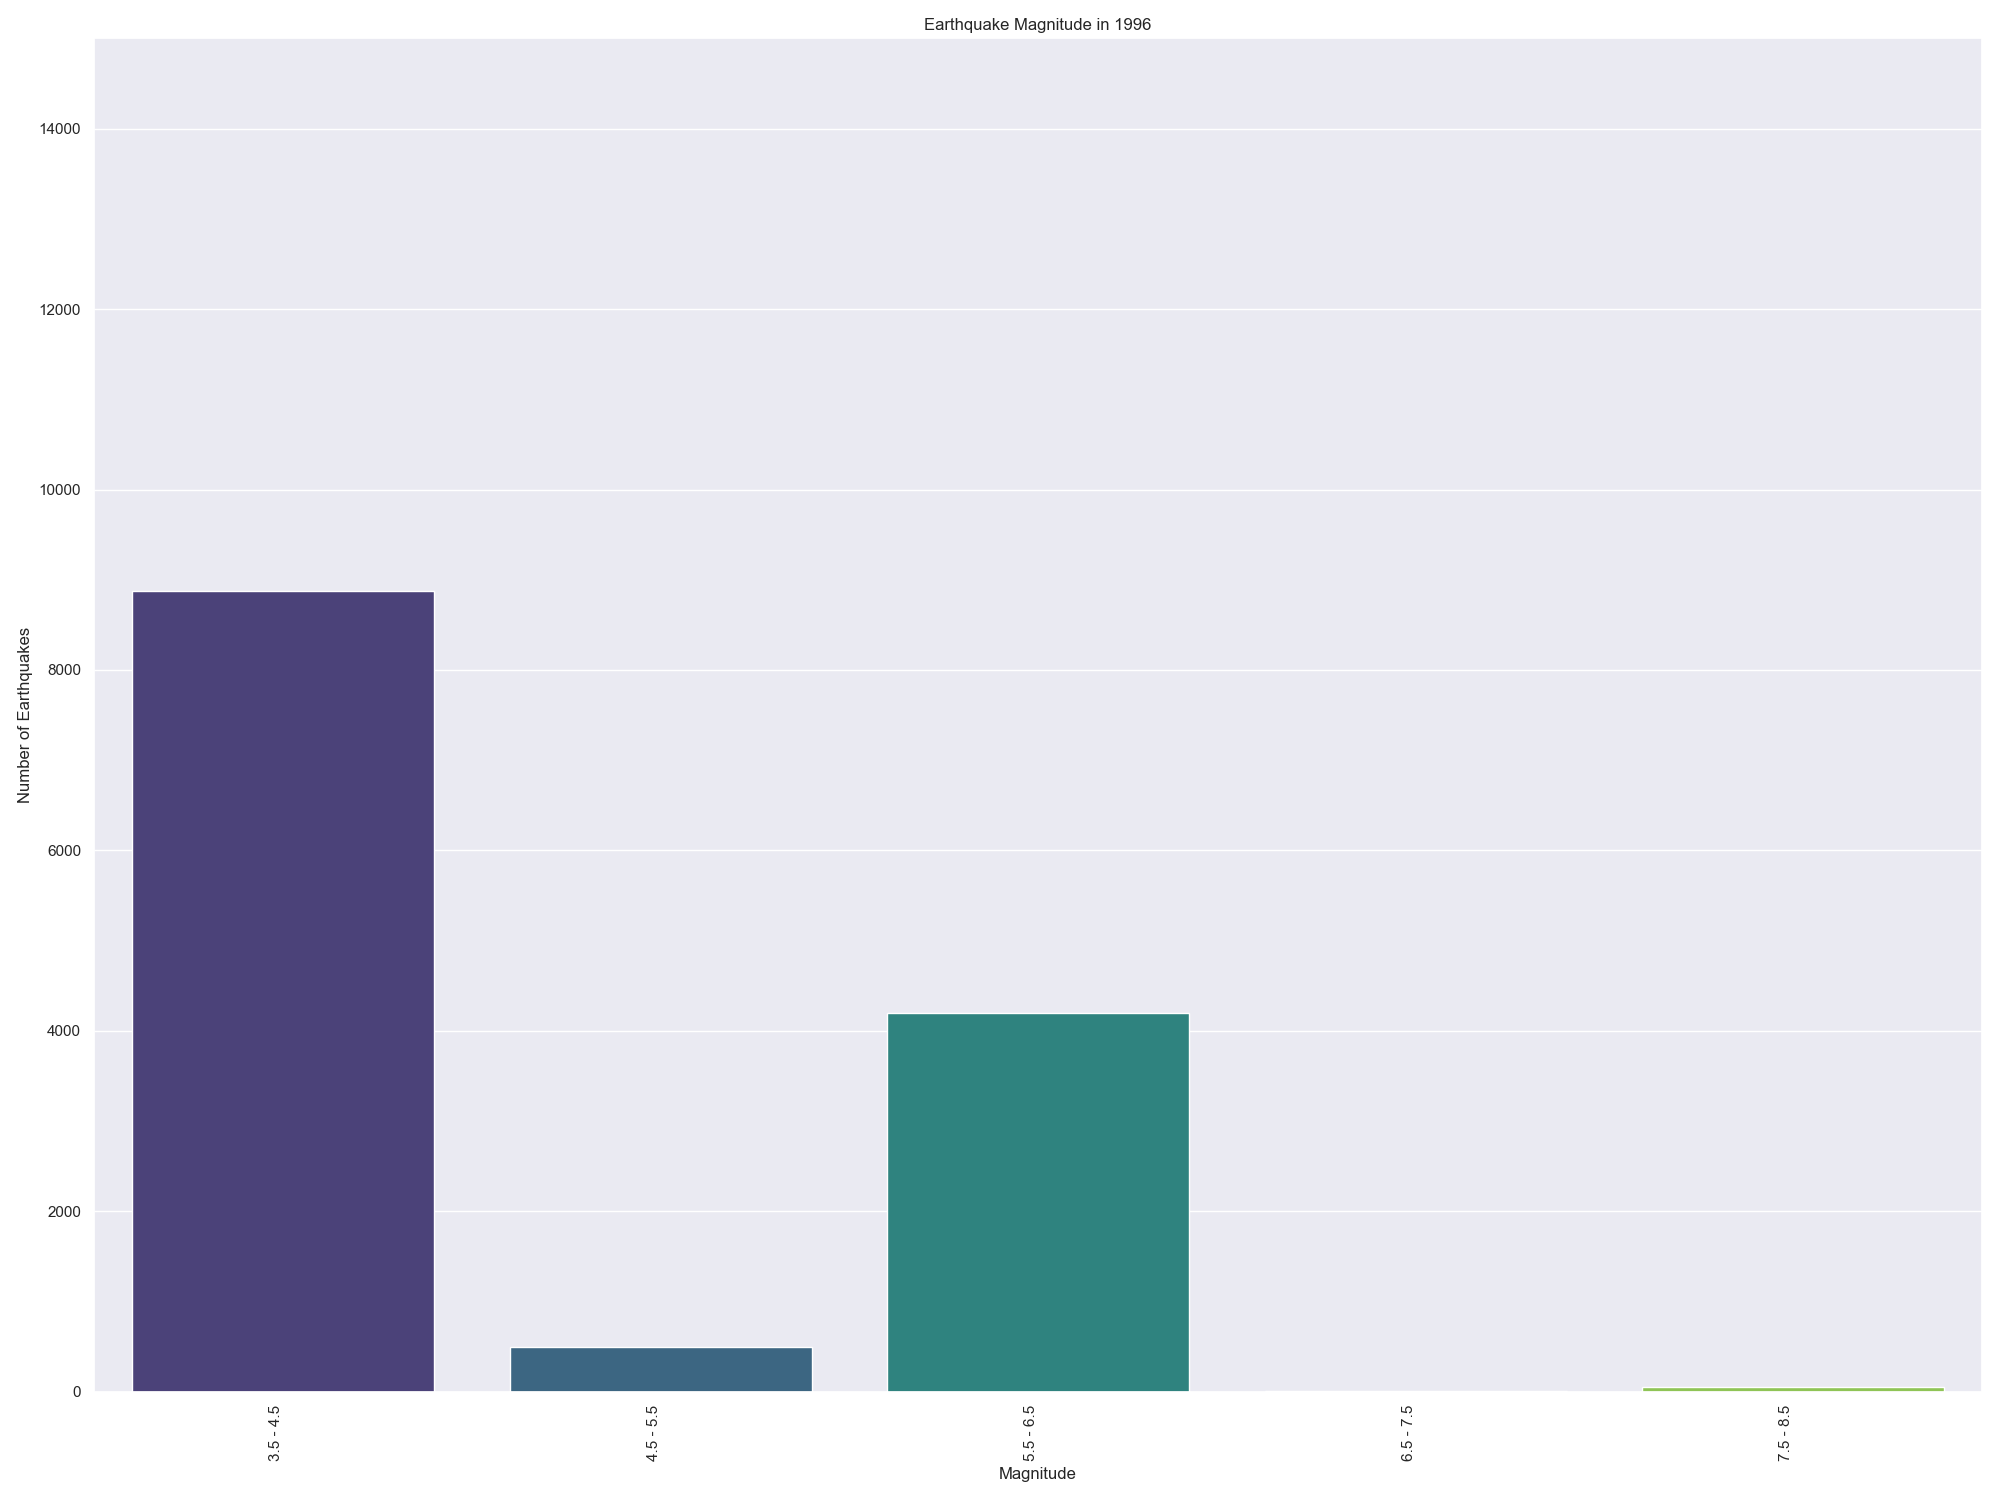 Earthquake Magnitude in 1996
Number of Earthquakes
14000
12000
10000
8000
6000
4000
2000
0
3.5 - 4.5
4.5 - 5.5
5.5 - 6.5
6.5 - 7.5
7.5 - 8.5
Magnitude